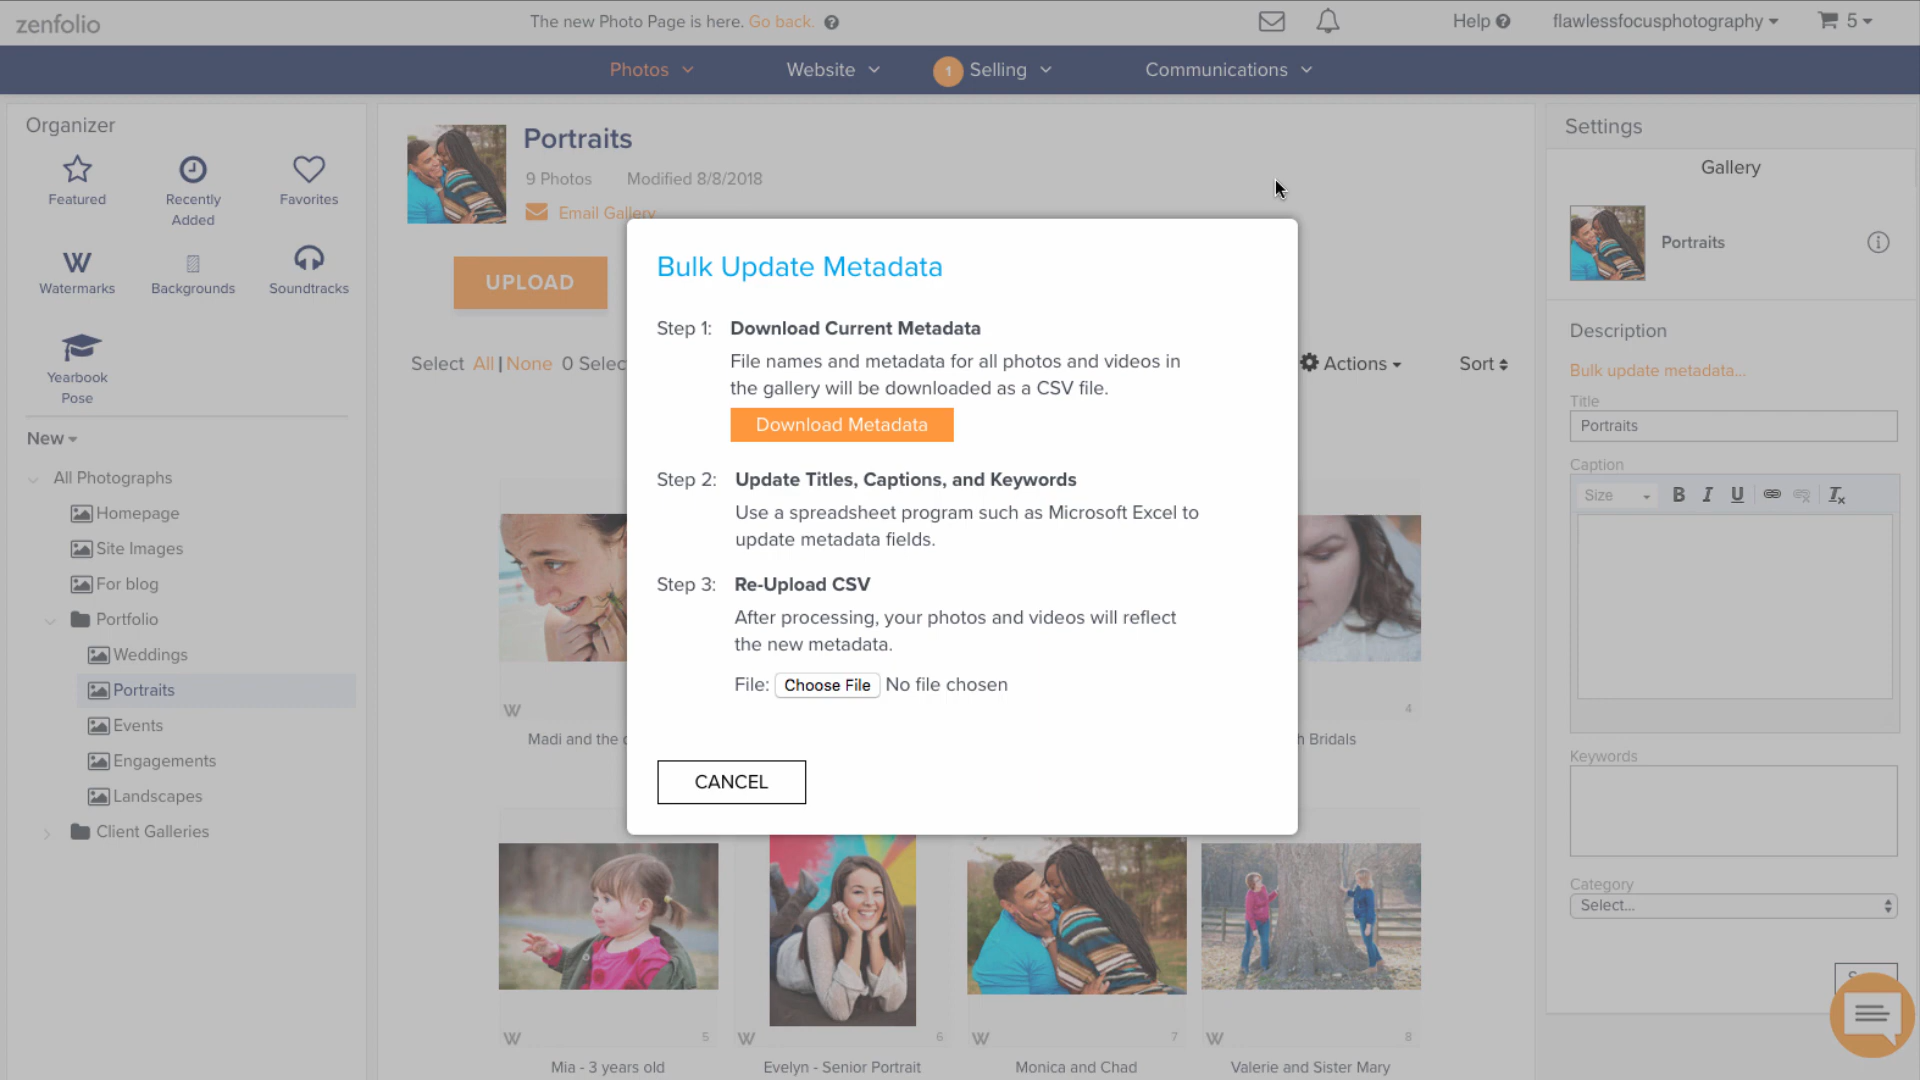 zenfolio
The new Photo Page is here. Go back.
Help
flawlessfocusphotography
5
Photos
Website
1
Selling
Communications
Organizer
Featured
Recently
Added
Favorites
Watermarks
Backgrounds
Soundtracks
Yearbook
Pose
New
All Photographs
Homepage
Site Images
For blog
Portfolio
Weddings
Portraits
Events
Engagements
Landscapes
Client Galleries
Portraits
9 Photos Modified 8/8/2018
Email Gallery
UPLOAD
Select All | None 0 Selec
Actions
Sort
Bulk Update Metadata
Step 1: Download Current Metadata
File names and metadata for all photos and videos in
the gallery will be downloaded as a CSV file.
Download Metadata
Step 2: Update Titles, Captions, and Keywords
Use a spreadsheet program such as Microsoft Excel to
update metadata fields.
Step 3: Re-Upload CSV
After processing, your photos and videos will reflect
the new metadata.
File: Choose File No file chosen
CANCEL
W
4
Madi and the
Bridals
W 5
W 6
W 7
W 8
Mia - 3 years old
Evelyn - Senior Portrait
Monica and Chad
Valerie and Sister Mary
Settings
Gallery
Portraits
Description
Bulk update metadata...
Title
Portraits
Caption
Size
B I U
Keywords
Category
Select...